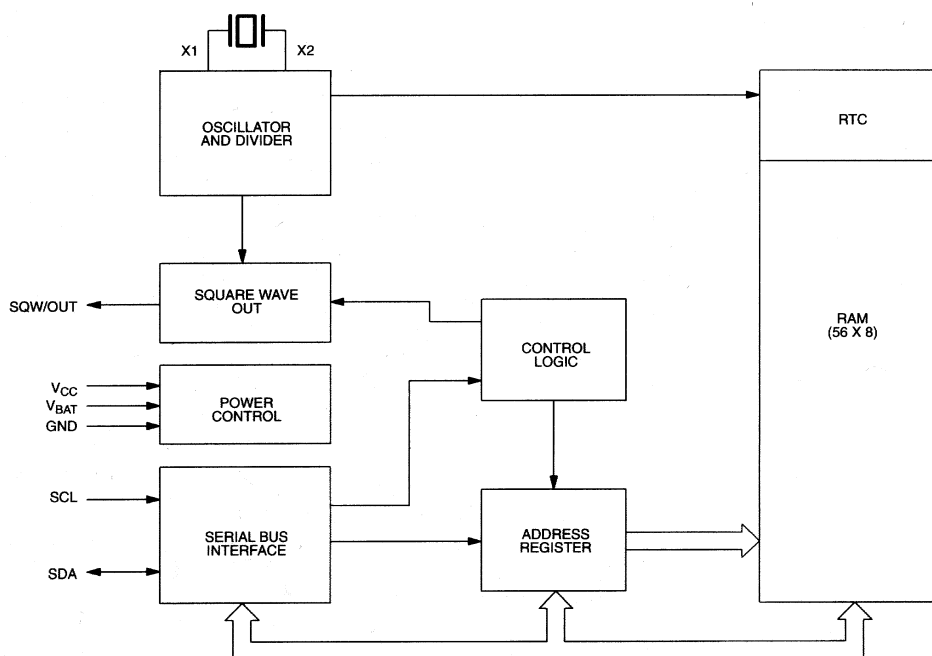 X1
X2
OSCILLATOR
AND DIVIDER
RTC
SQUARE WAVE
OUT
SQW/OUT
CONTROL
LOGIC
RAM
(56 X 8)
VCC
VBAT
GND
POWER
CONTROL
SCL
SDA
SERIAL BUS
INTERFACE
ADDRESS
REGISTER